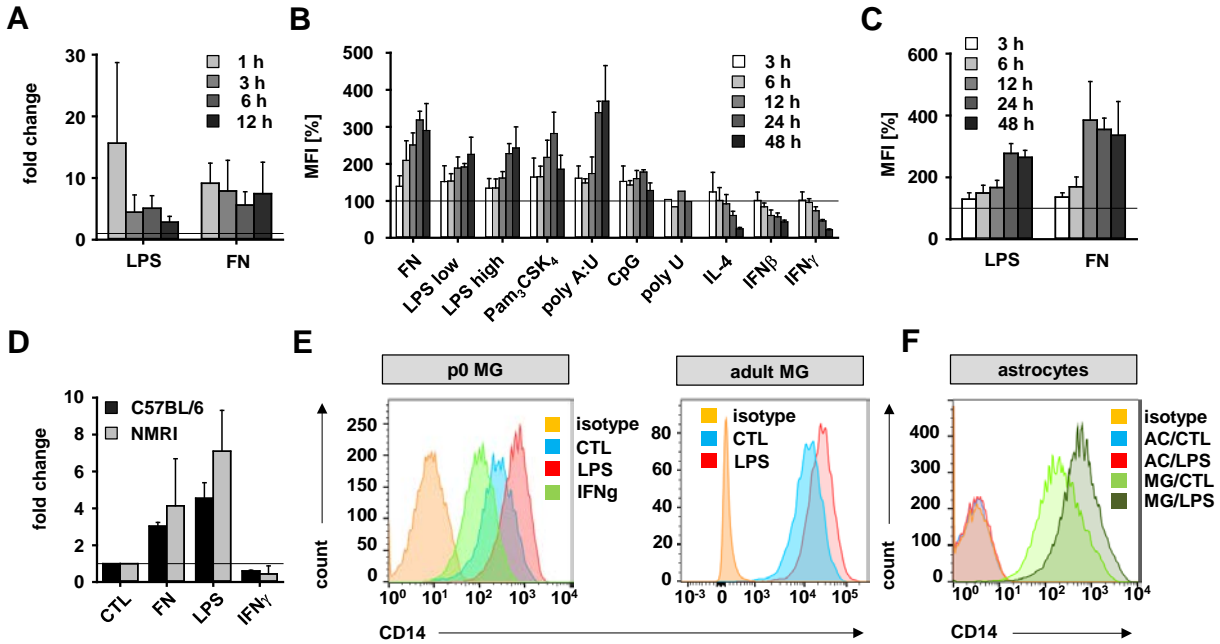 A
fold change
30
20
10
0
1 h
3 h
6 h
12 h
LPS
FN
B
MFI [%]
500
400
300
200
100
0
3 h
6 h
12 h
24 h
48 h
FN
LPS low
LPS high
Pam₃CSK₄
poly A:U
CpG
poly U
IL-4
IFNβ
IFNγ
C
MFI [%]
600
400
200
0
3 h
6 h
12 h
24 h
48 h
LPS
FN
D
fold change
10
8
6
4
2
0
C57BL/6
NMRI
CTL
FN
LPS
IFNγ
E
p0 MG
count
250
200
150
100
50
0
isotype
CTL
LPS
IFNg
10⁰ 10¹ 10² 10³ 10⁴
adult MG
80
60
40
20
0
isotype
CTL
LPS
-10⁻³ 0 10³ 10⁴ 10⁵
CD14
F
astrocytes
count
400
300
200
100
0
isotype
AC/CTL
AC/LPS
MG/CTL
MG/LPS
10⁰ 10¹ 10² 10³ 10⁴
CD14